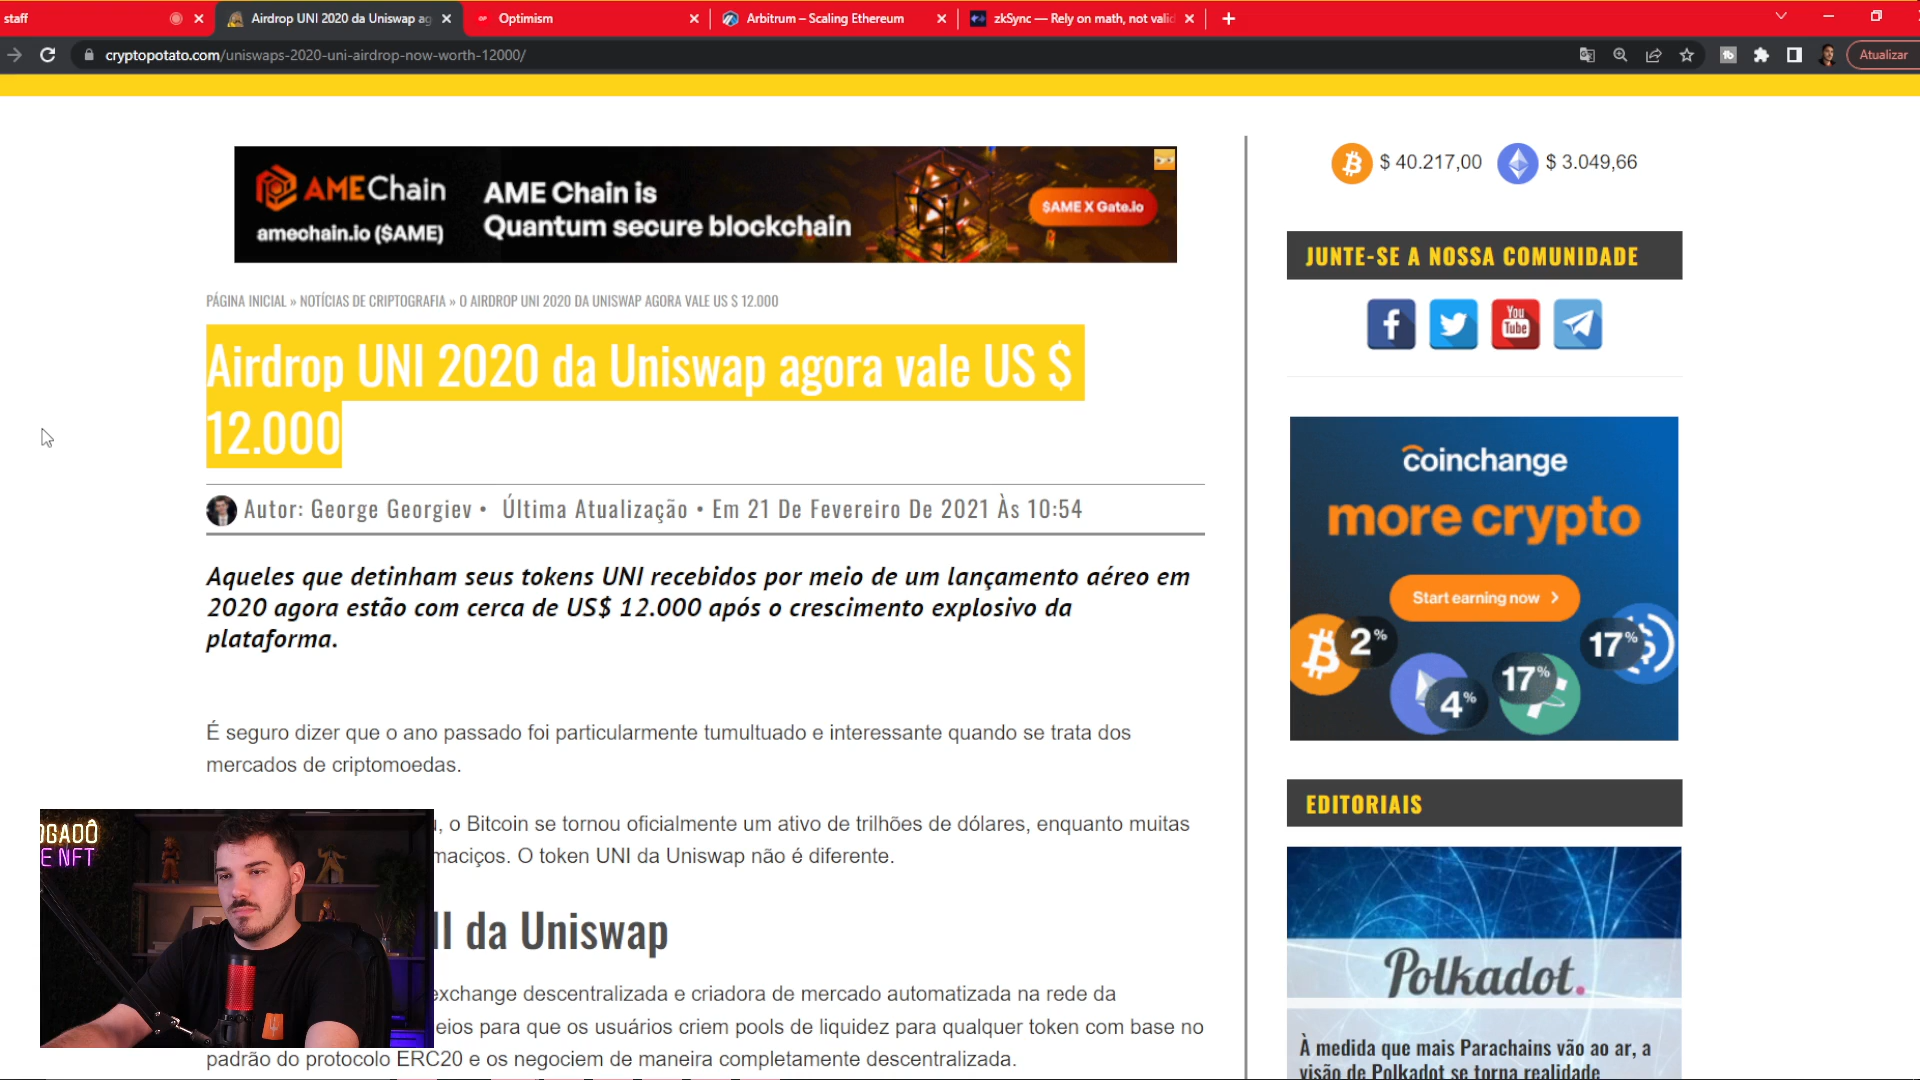 staff
Airdrop UNI 2020 da Uniswap ag
Optimism
Arbitrum – Scaling Ethereum
zkSync — Rely on math, not valid
cryptopotato.com/uniswaps-2020-uni-airdrop-now-worth-12000/
Atualizar
AMEChain
amechain.io ($AME)
AME Chain is
Quantum secure blockchain
$AME X Gate.io
$ 40.217,00
$ 3.049,66
JUNTE-SE A NOSSA COMUNIDADE
You
Tube
PÁGINA INICIAL » NOTÍCIAS DE CRIPTOGRAFIA » O AIRDROP UNI 2020 DA UNISWAP AGORA VALE US $ 12.000
Airdrop UNI 2020 da Uniswap agora vale US $
12.000
Autor: George Georgiev • Última Atualização • Em 21 De Fevereiro De 2021 Às 10:54
Aqueles que detinham seus tokens UNI recebidos por meio de um lançamento aéreo em
2020 agora estão com cerca de US$ 12.000 após o crescimento explosivo da
plataforma.
coinchange
more crypto
Start earning now >
2%
4%
17%
17%
É seguro dizer que o ano passado foi particularmente tumultuado e interessante quando se trata dos
mercados de criptomoedas.
, o Bitcoin se tornou oficialmente um ativo de trilhões de dólares, enquanto muitas
maciços. O token UNI da Uniswap não é diferente.
EDITORIAIS
OGADÔ
E NFT
ll da Uniswap
exchange descentralizada e criadora de mercado automatizada na rede da
eios para que os usuários criem pools de liquidez para qualquer token com base no
padrão do protocolo ERC20 e os negociem de maneira completamente descentralizada.
Polkadot.
À medida que mais Parachains vão ao ar, a
visão de Polkadot se torna realidade